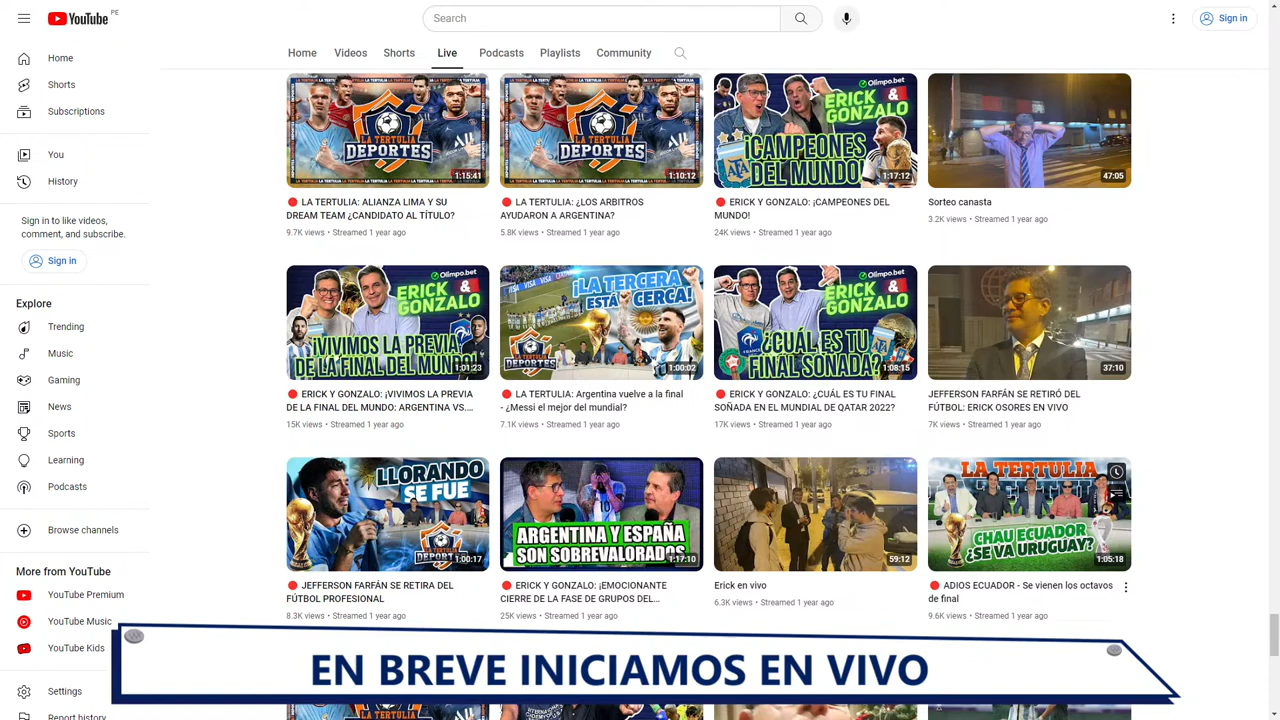 YouTube PE
Search
Sign in
Home
Videos
Shorts
Live
Podcasts
Playlists
Community
Home
Shorts
Subscriptions
You
History
Sign in to like videos,
comment, and subscribe.
Sign in
Explore
Trending
Music
Gaming
News
Sports
Learning
Podcasts
Browse channels
More from YouTube
YouTube Premium
YouTube Music
YouTube Kids
Settings
Report history
LA TERTULIA
DEPORTES
1:15:41
LA TERTULIA: ALIANZA LIMA Y SU
DREAM TEAM ¿CANDIDATO AL TÍTULO?
9.7K views • Streamed 1 year ago
LA TERTULIA
DEPORTES
1:10:12
LA TERTULIA: ¿LOS ARBITROS
AYUDARON A ARGENTINA?
5.8K views • Streamed 1 year ago
Olimpo.bet
ERICK &
GONZALO
¡CAMPEONES
DEL MUNDO!
1:17:12
ERICK Y GONZALO: ¡CAMPEONES DEL
MUNDO!
24K views • Streamed 1 year ago
47:05
Sorteo canasta
3.2K views • Streamed 1 year ago
Olimpo.bet
ERICK &
GONZALO
¡VIVIMOS LA PREVIA
DE LA FINAL DEL MUNDO!
1:01:23
ERICK Y GONZALO: ¡VIVIMOS LA PREVIA
DE LA FINAL DEL MUNDO: ARGENTINA VS....
15K views • Streamed 1 year ago
¡LA TERCERA
ESTÁ CERCA!
VISA
LA TERTULIA
DEPORTES
1:00:02
LA TERTULIA: Argentina vuelve a la final
- ¿Messi el mejor del mundial?
7.1K views • Streamed 1 year ago
Olimpo.bet
ERICK &
GONZALO
¿CUÁL ES TU
FINAL SOÑADA?
1:08:15
ERICK Y GONZALO: ¿CUÁL ES TU FINAL
SOÑADA EN EL MUNDIAL DE QATAR 2022?
17K views • Streamed 1 year ago
37:10
JEFFERSON FARFÁN SE RETIRÓ DEL
FÚTBOL: ERICK OSORES EN VIVO
7K views • Streamed 1 year ago
LLORANDO
SE FUE
DEPORTES
1:00:17
JEFFERSON FARFÁN SE RETIRA DEL
FÚTBOL PROFESIONAL
8.3K views • Streamed 1 year ago
ARGENTINA Y ESPAÑA
SON SOBREVALORADOS
1:17:10
ERICK Y GONZALO: ¡EMOCIONANTE
CIERRE DE LA FASE DE GRUPOS DEL...
25K views • Streamed 1 year ago
59:12
Erick en vivo
6.3K views • Streamed 1 year ago
LA TERTULIA
CHAU ECUADOR
¿SE VA URUGUAY?
1:05:18
ADIOS ECUADOR - Se vienen los octavos
de final
9.6K views • Streamed 1 year ago
EN BREVE INICIAMOS EN VIVO